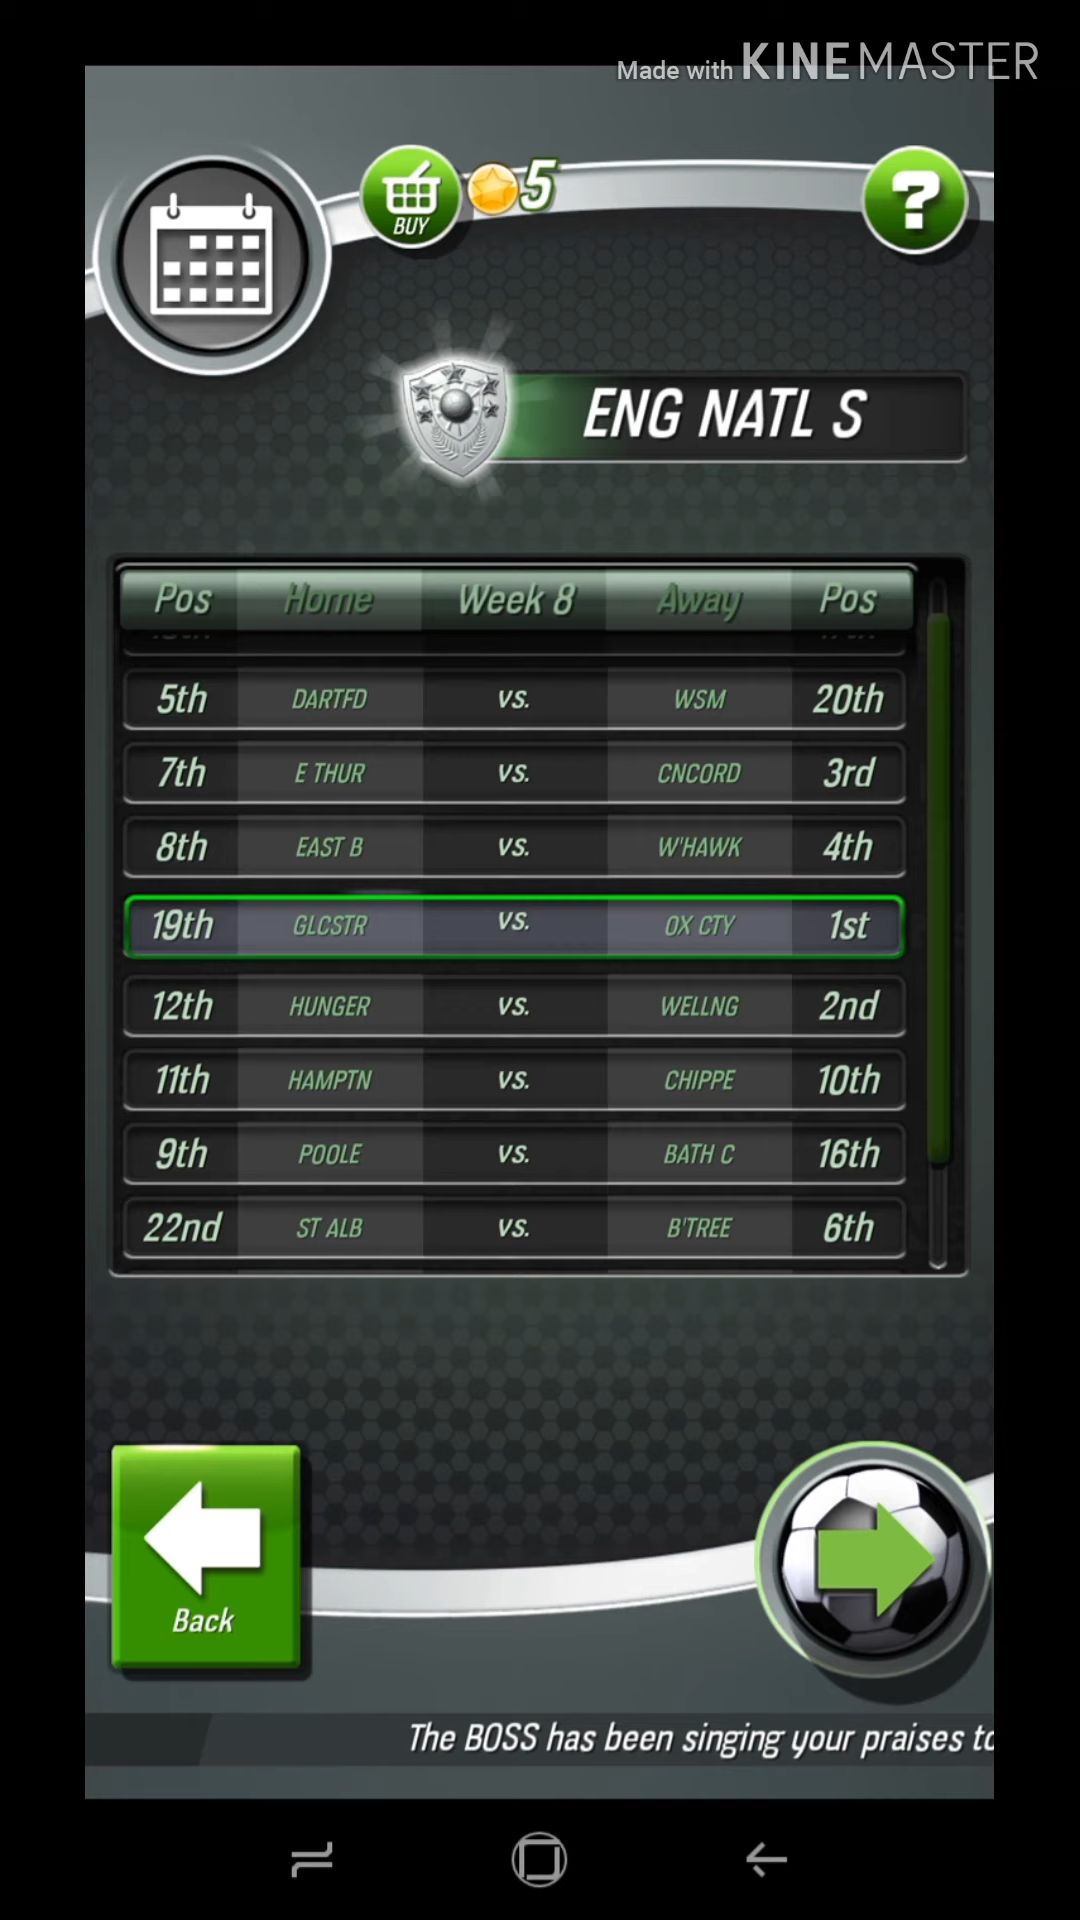 Made with KINEMASTER
BUY
5
?
ENG NATL S
Pos Home Week 8 Away Pos
5th DARTFD vs. WSM 20th
7th E THUR vs. CNCORD 3rd
8th EAST B vs. W'HAWK 4th
19th GLCSTR vs. OX CTY 1st
12th HUNGER vs. WELLNG 2nd
11th HAMPTN vs. CHIPPE 10th
9th POOLE vs. BATH C 16th
22nd ST ALB vs. B'TREE 6th
Back
The BOSS has been singing your praises to